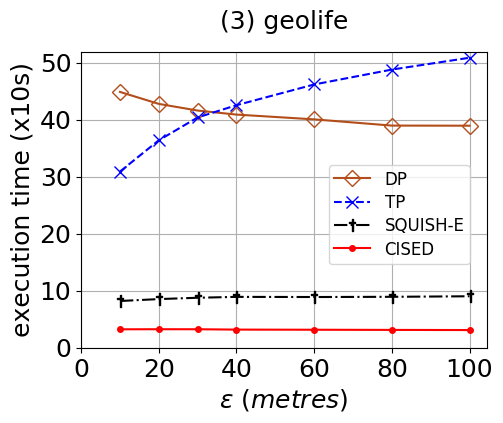 (3) geolife
execution time (x10s)
50
40
30
20
10
0
DP
TP
SQUISH-E
CISED
0 20 40 60 80 100
ε (metres)